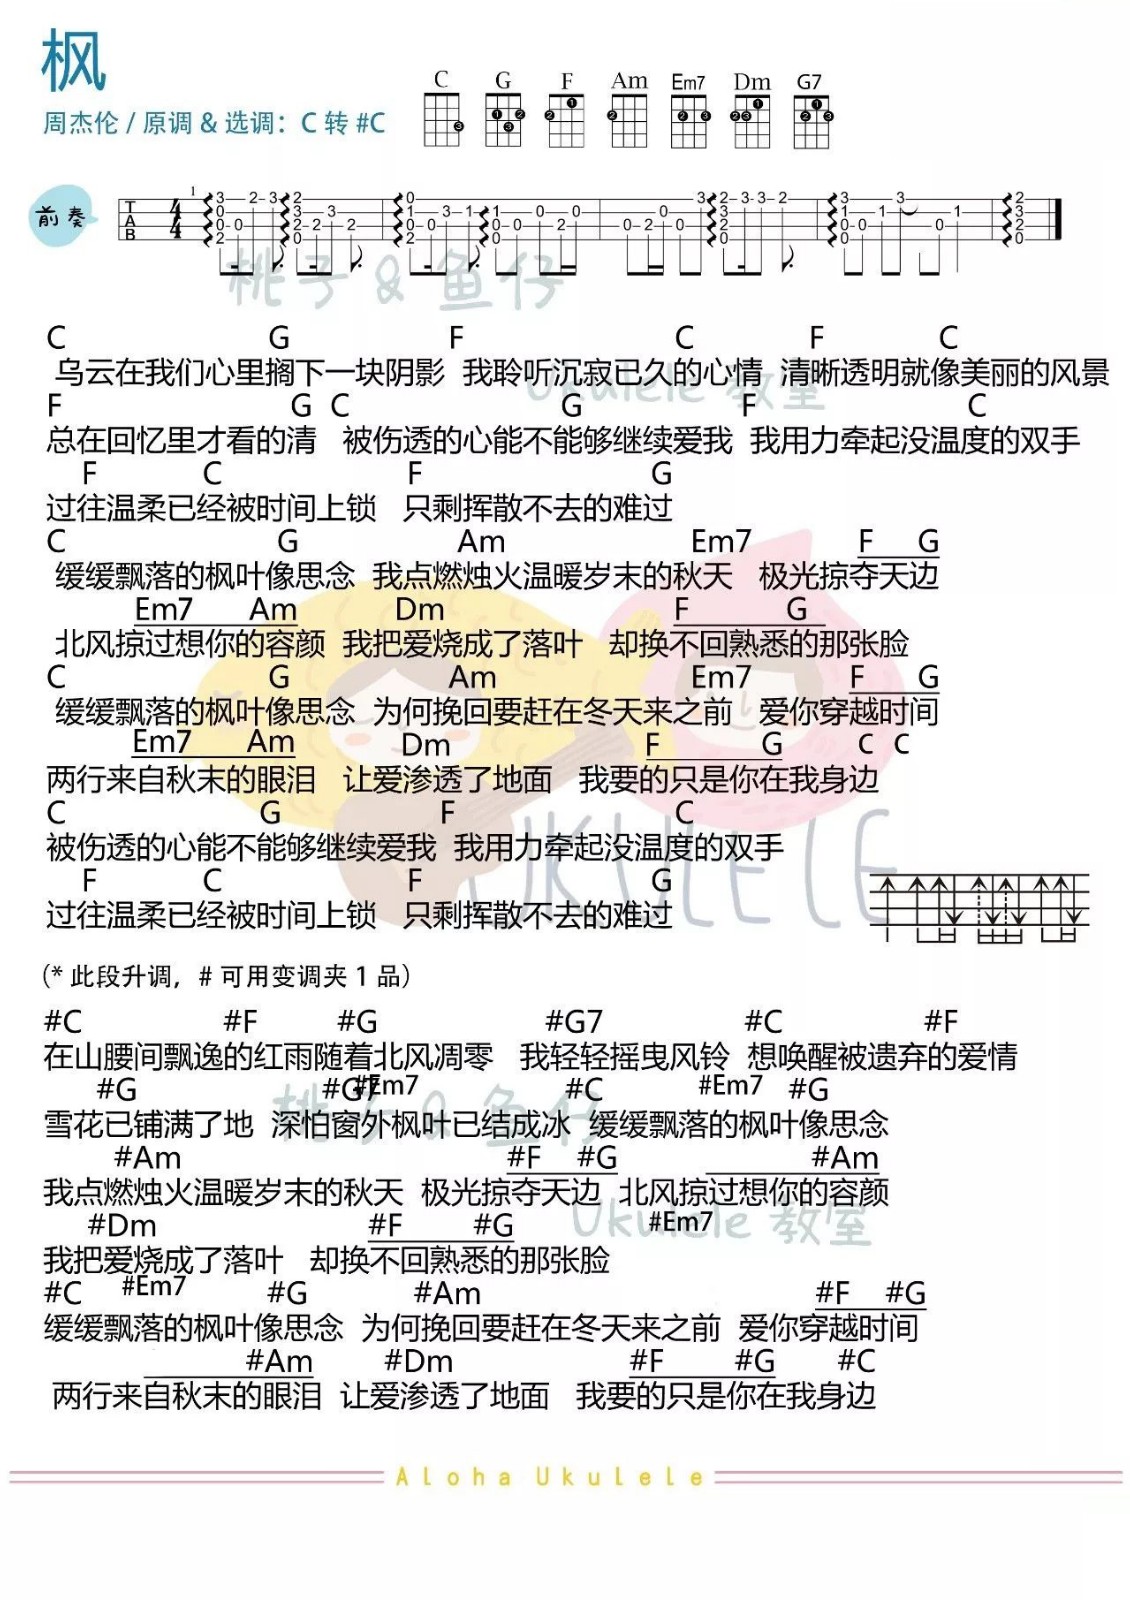 枫
周杰伦 / 原调 & 选调：C 转 #C
C G F Am Em7 Dm G7
前奏
桃子 & 鱼仔
C G F C F C
乌云在我们心里搁下一块阴影 我聆听沉寂已久的心情 清晰透明就像美丽的风景
Ukulele 教室
F G C G F C
总在回忆里才看的清 被伤透的心能不能够继续爱我 我用力牵起没温度的双手
F C F G
过往温柔已经被时间上锁 只剩挥散不去的难过
C G Am Em7 F G
缓缓飘落的枫叶像思念 我点燃烛火温暖岁末的秋天 极光掠夺天边
Em7 Am Dm F G
北风掠过想你的容颜 我把爱烧成了落叶 却换不回熟悉的那张脸
C G Am Em7 F G
缓缓飘落的枫叶像思念 为何挽回要赶在冬天来之前 爱你穿越时间
Em7 Am Dm F G C C
两行来自秋末的眼泪 让爱渗透了地面 我要的只是你在我身边
C G F C
被伤透的心能不能够继续爱我 我用力牵起没温度的双手
UKULELE
F C F G
过往温柔已经被时间上锁 只剩挥散不去的难过
(* 此段升调，# 可用变调夹 1 品）
#C #F #G #G7 #C #F
在山腰间飘逸的红雨随着北风凋零 我轻轻摇曳风铃 想唤醒被遗弃的爱情
#G #G7 #Em7 #C #Em7 #G
雪花已铺满了地 深怕窗外枫叶已结成冰 缓缓飘落的枫叶像思念
桃子 & 鱼仔
#Am #F #G #Am
我点燃烛火温暖岁末的秋天 极光掠夺天边 北风掠过想你的容颜
Ukulele 教室
#Dm #F #G #Em7
我把爱烧成了落叶 却换不回熟悉的那张脸
#C #Em7 #G #Am #F #G
缓缓飘落的枫叶像思念 为何挽回要赶在冬天来之前 爱你穿越时间
#Am #Dm #F #G #C
两行来自秋末的眼泪 让爱渗透了地面 我要的只是你在我身边
Aloha Ukulele